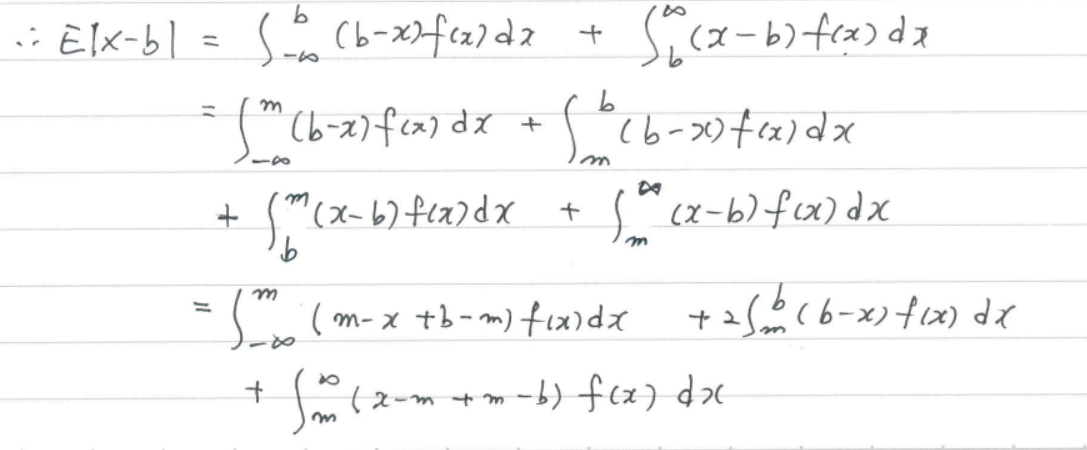 ∴ E|x-b| = ∫_{-∞}^{b} (b-x) f(x) dx + ∫_{b}^{∞} (x-b) f(x) dx
= ∫_{-∞}^{m} (b-x) f(x) dx + ∫_{m}^{b} (b-x) f(x) dx
+ ∫_{b}^{m} (x-b) f(x) dx + ∫_{m}^{∞} (x-b) f(x) dx
= ∫_{-∞}^{m} (m-x+b-m) f(x) dx + 2∫_{m}^{b} (b-x) f(x) dx
+ ∫_{m}^{∞} (x-m+m-b) f(x) dx